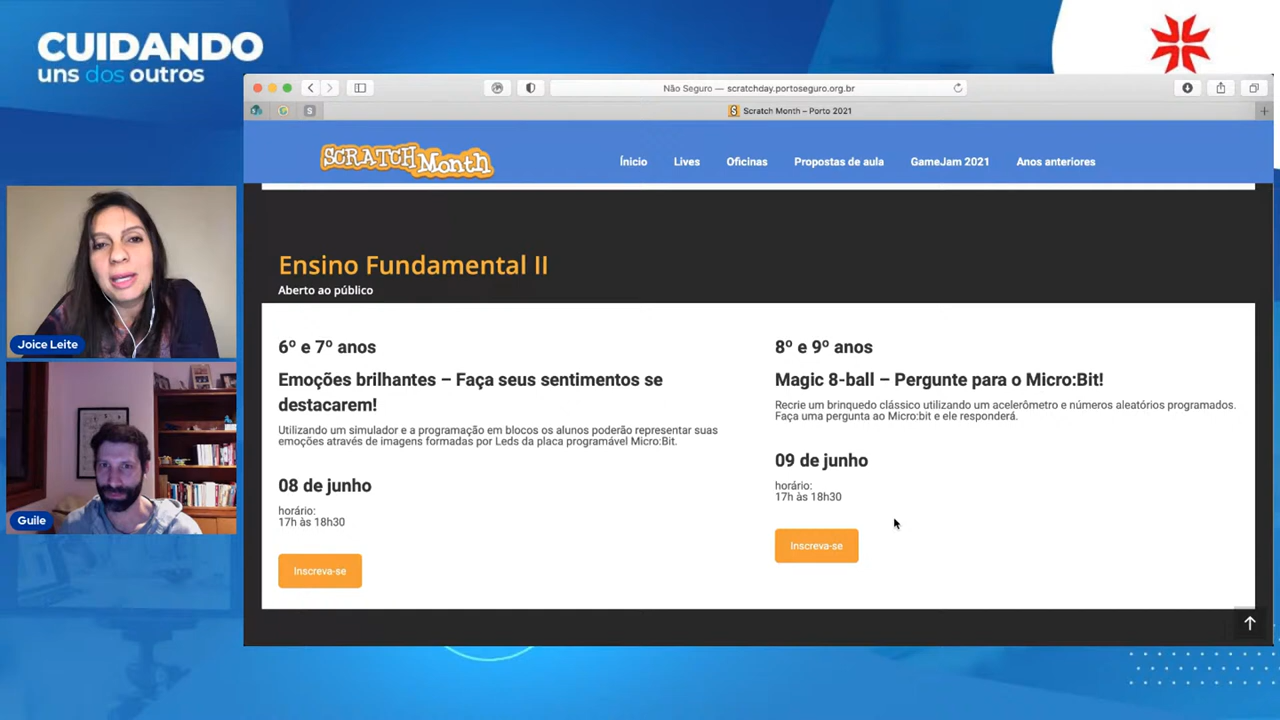 CUIDANDO
uns dos outros
Não Seguro — scratchday.portoseguro.org.br
S
Scratch Month – Porto 2021
SCRATCH Month
Ínicio
Lives
Oficinas
Propostas de aula
GameJam 2021
Anos anteriores
Ensino Fundamental II
Aberto ao público
6º e 7º anos
Emoções brilhantes – Faça seus sentimentos se
destacarem!
Utilizando um simulador e a programação em blocos os alunos poderão representar suas
emoções através de imagens formadas por Leds da placa programável Micro:Bit.
08 de junho
horário:
17h às 18h30
Inscreva-se
8º e 9º anos
Magic 8-ball – Pergunte para o Micro:Bit!
Recrie um brinquedo clássico utilizando um acelerômetro e números aleatórios programados.
Faça uma pergunta ao Micro:bit e ele responderá.
09 de junho
horário:
17h às 18h30
Inscreva-se
Joice Leite
Guile